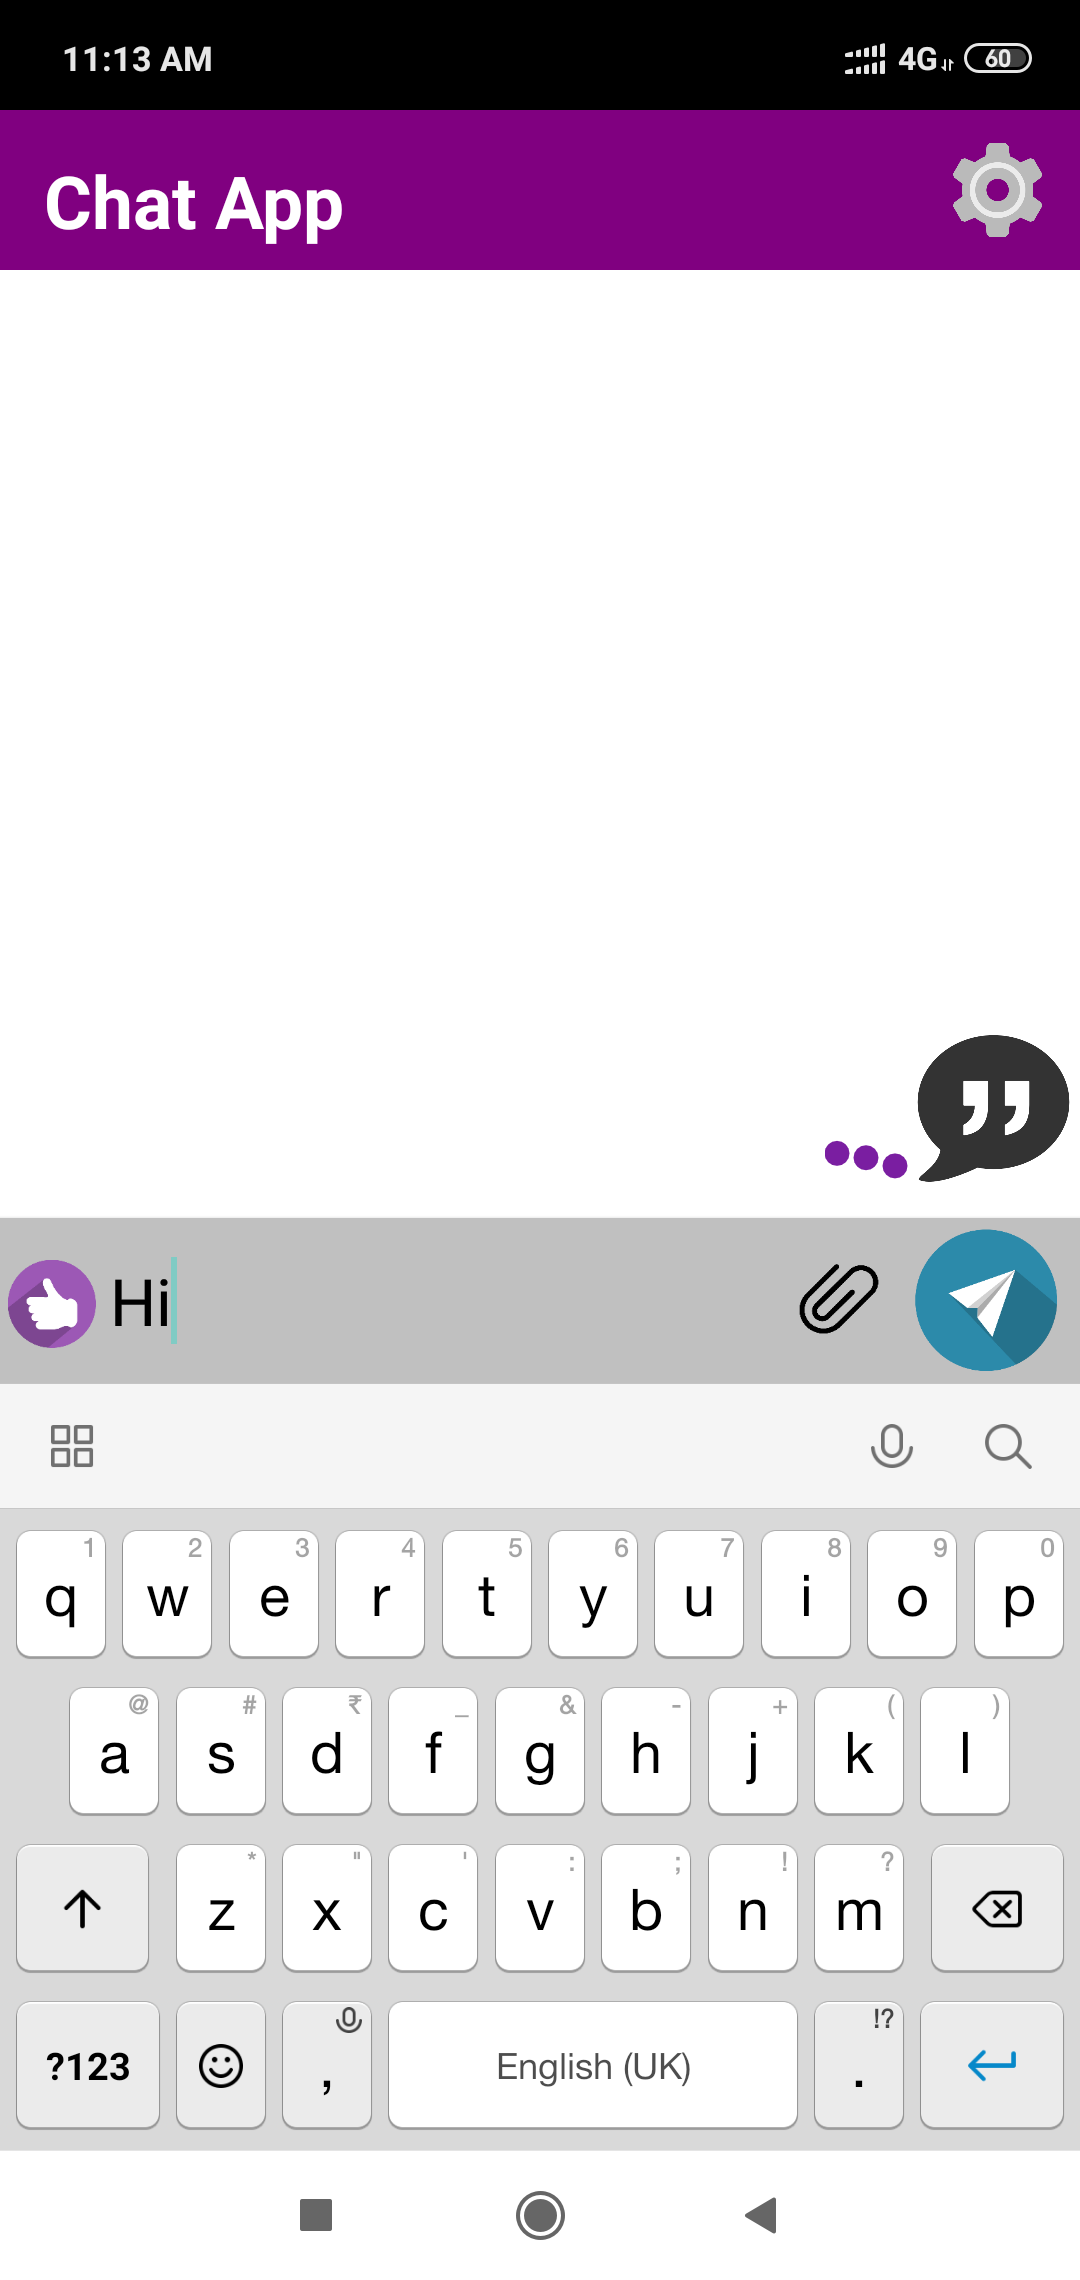 11:13 AM 4G 60
Chat App
Hi
1 2 3 4 5 6 7 8 9 0
q w e r t y u i o p
@ # ₹ _ & - + ( )
a s d f g h j k l
* " ' : ; ! ?
z x c v b n m
!?
?123 , English (UK) .